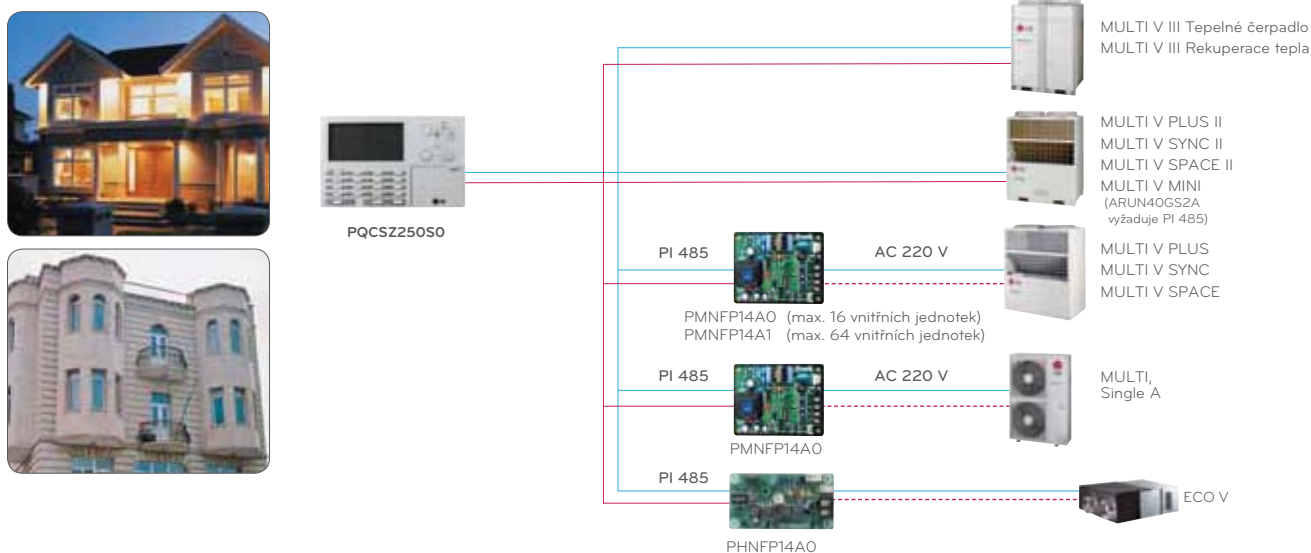 MULTI V III Tepelné čerpadlo
MULTI V III Rekuperace tepla
PQCSZ250S0
MULTI V PLUS II
MULTI V SYNC II
MULTI V SPACE II
MULTI V MINI
(ARUN40GS2A
vyžaduje PI 485)
PI 485
AC 220 V
MULTI V PLUS
MULTI V SYNC
MULTI V SPACE
PMNFP14A0 (max. 16 vnitřních jednotek)
PMNFP14A1 (max. 64 vnitřních jednotek)
PI 485
AC 220 V
MULTI,
Single A
PMNFP14A0
PI 485
ECO V
PHNFP14A0